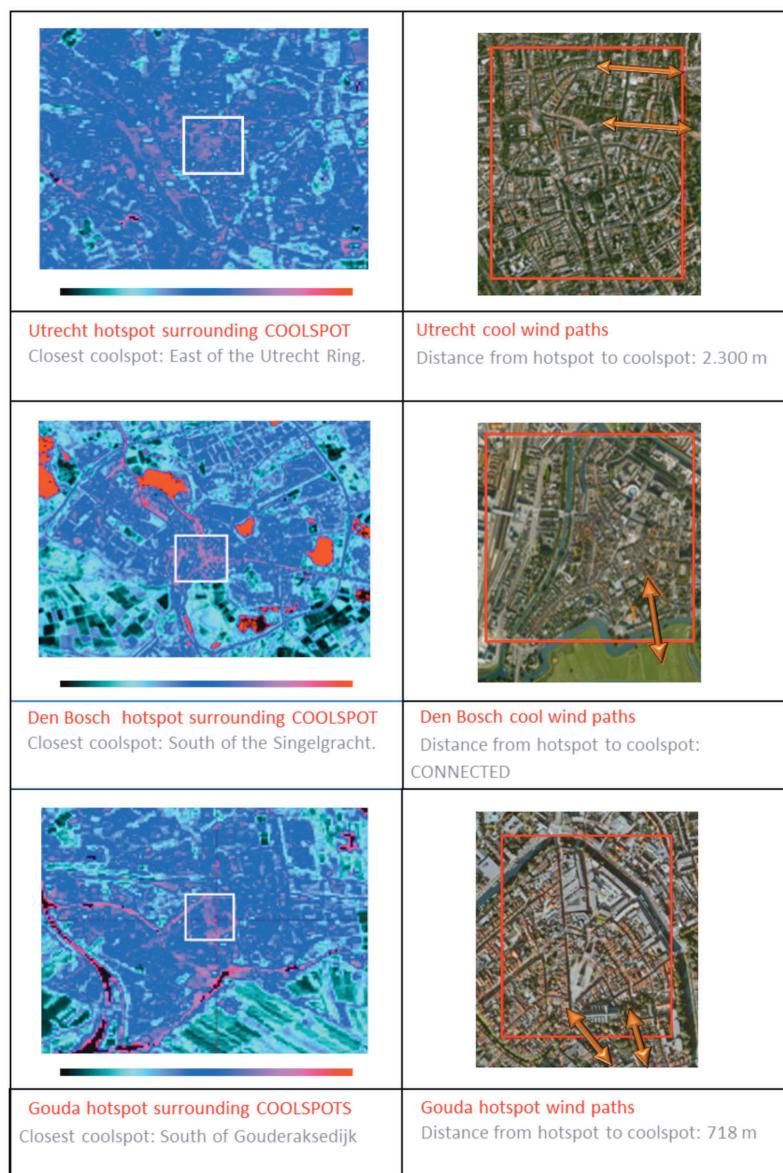 Utrecht hotspot surrounding COOLSPOT
Closest coolspot: East of the Utrecht Ring.
Utrecht cool wind paths
Distance from hotspot to coolspot: 2.300 m
Den Bosch hotspot surrounding COOLSPOT
Closest coolspot: South of the Singelgracht.
Den Bosch cool wind paths
Distance from hotspot to coolspot:
CONNECTED
Gouda hotspot surrounding COOLSPOTS
Closest coolspot: South of Gouderaksedijk
Gouda hotspot wind paths
Distance from hotspot to coolspot: 718 m